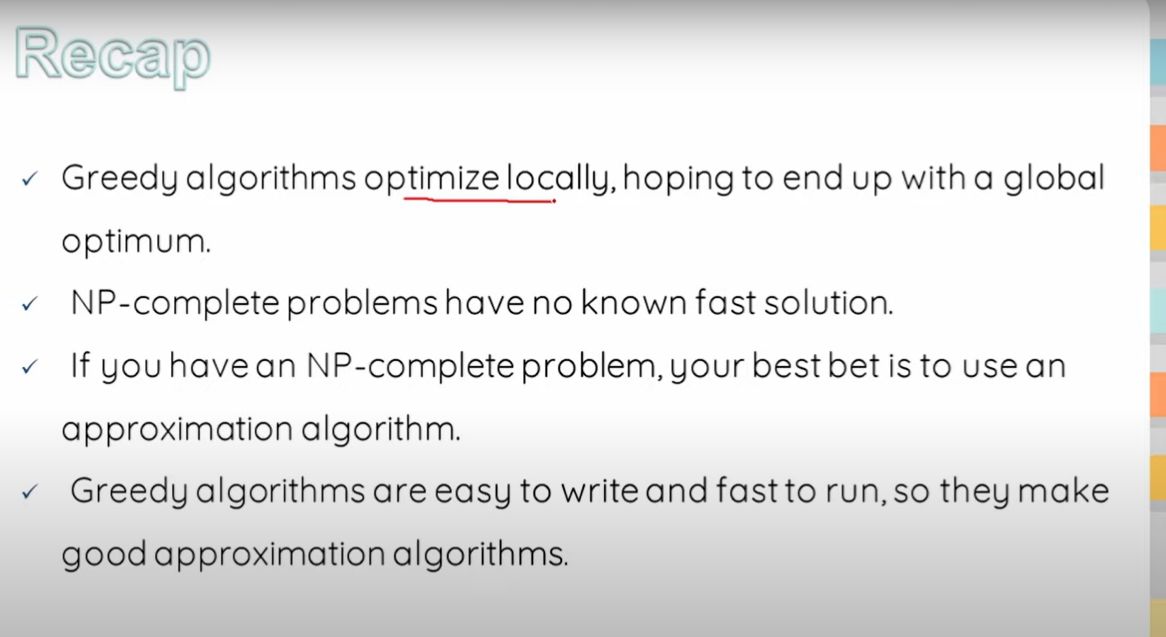 Recap
✓ Greedy algorithms optimize locally, hoping to end up with a global
optimum.
✓ NP-complete problems have no known fast solution.
✓ If you have an NP-complete problem, your best bet is to use an
approximation algorithm.
✓ Greedy algorithms are easy to write and fast to run, so they make
good approximation algorithms.